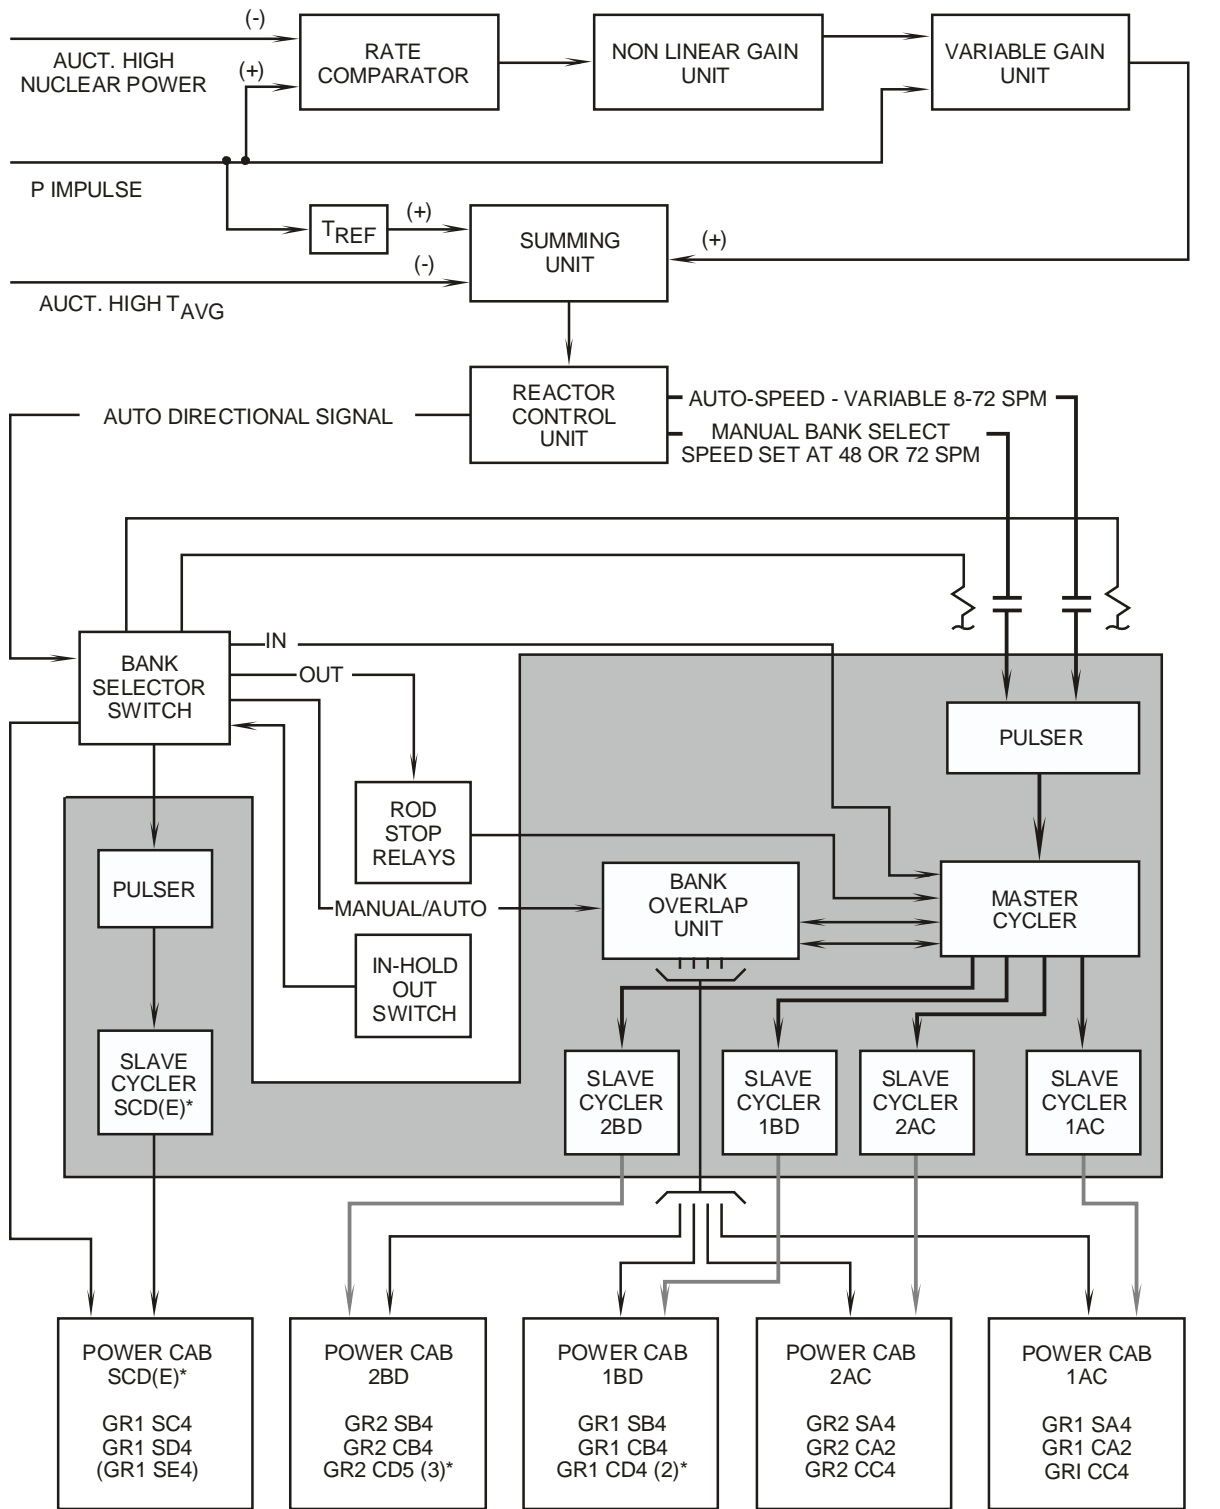 (-)
AUCT. HIGH
NUCLEAR POWER
(+)
RATE
COMPARATOR
NON LINEAR GAIN
UNIT
VARIABLE GAIN
UNIT
P IMPULSE
TREF
(+)
SUMMING
UNIT
(+)
(-)
AUCT. HIGH TAVG
REACTOR
CONTROL
UNIT
AUTO DIRECTIONAL SIGNAL
AUTO-SPEED - VARIABLE 8-72 SPM
MANUAL BANK SELECT
SPEED SET AT 48 OR 72 SPM
BANK
SELECTOR
SWITCH
IN
OUT
PULSER
ROD
STOP
RELAYS
PULSER
MANUAL/AUTO
BANK
OVERLAP
UNIT
MASTER
CYCLER
IN-HOLD
OUT
SWITCH
SLAVE
CYCLER
SCD(E)*
SLAVE
CYCLER
2BD
SLAVE
CYCLER
1BD
SLAVE
CYCLER
2AC
SLAVE
CYCLER
1AC
POWER CAB
SCD(E)*
GR1 SC4
GR1 SD4
(GR1 SE4)
POWER CAB
2BD
GR2 SB4
GR2 CB4
GR2 CD5 (3)*
POWER CAB
1BD
GR1 SB4
GR1 CB4
GR1 CD4 (2)*
POWER CAB
2AC
GR2 SA4
GR2 CA2
GR2 CC4
POWER CAB
1AC
GR1 SA4
GR1 CA2
GRI CC4